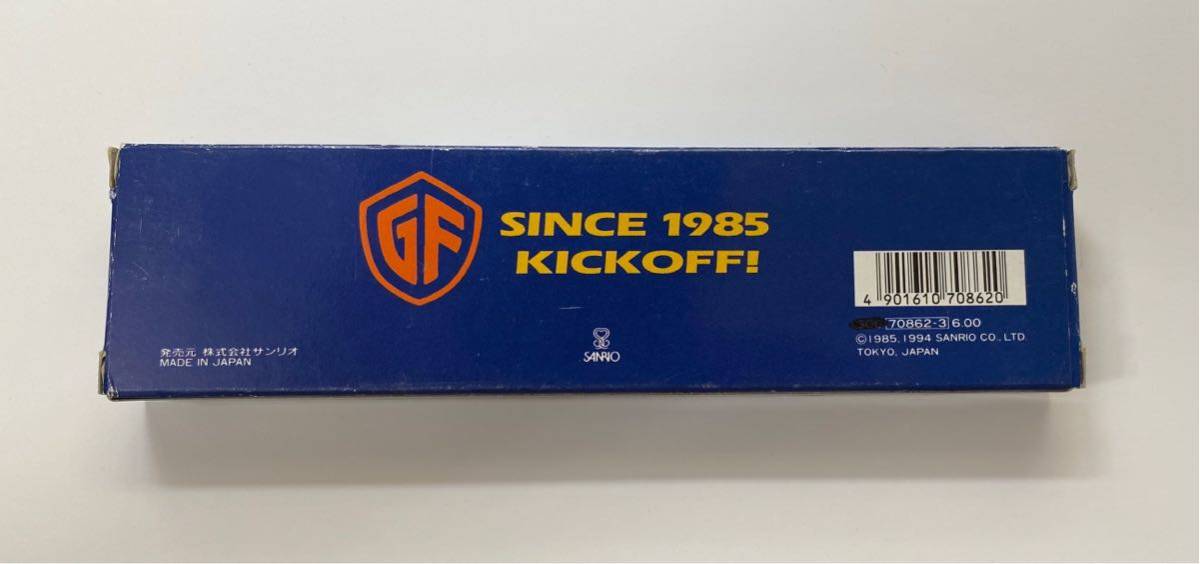 GF
SINCE 1985
KICKOFF!
4 901610 708620
70862-3 6.00
©1985, 1994 SANRIO CO., LTD.
TOKYO, JAPAN
発売元 株式会社サンリオ
MADE IN JAPAN
SANRIO